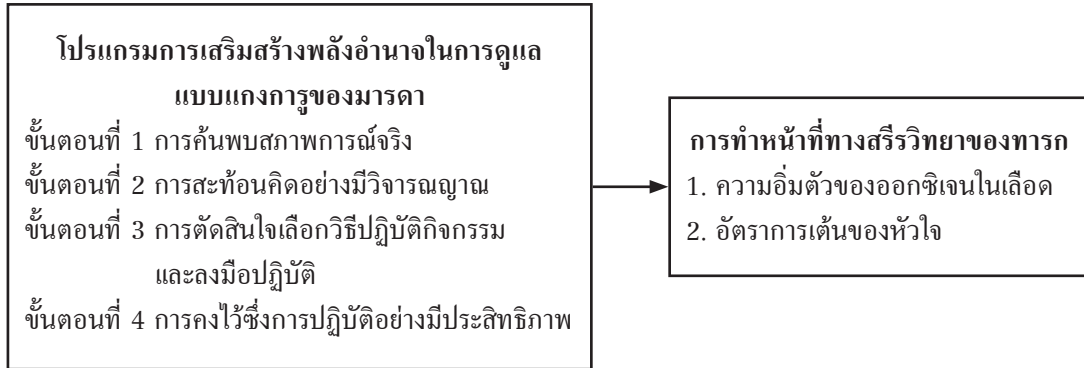 โปรแกรมการเสริมสร้างพลังอำนาจในการดูแล
แบบแกงการูของมารดา
ขั้นตอนที่ 1 การค้นพบสภาพการณ์จริง
ขั้นตอนที่ 2 การสะท้อนคิดอย่างมีวิจารณญาณ
ขั้นตอนที่ 3 การตัดสินใจเลือกวิธีปฏิบัติกิจกรรม
และลงมือปฏิบัติ
ขั้นตอนที่ 4 การคงไว้ซึ่งการปฏิบัติอย่างมีประสิทธิภาพ
การทำหน้าที่ทางสรีรวิทยาของทารก
1. ความอิ่มตัวของออกซิเจนในเลือด
2. อัตราการเต้นของหัวใจ